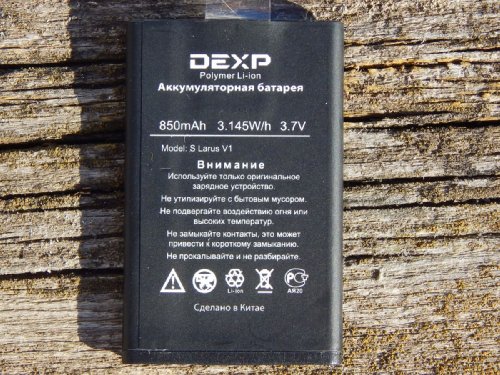 DEXP
Polymer Li-ion
Аккумуляторная батарея
850mAh 3.145W/h 3.7V
Model: S Larus V1
Внимание
Используйте только оригинальное
зарядное устройство.
Не утилизируйте с бытовым мусором.
Не подвергайте воздействию огня или
высоких температур.
Не замыкайте контакты, это может
привести к короткому замыканию.
Не прокалывайте и не разбирайте.
Li-ion
АЯ20
Сделано в Китае